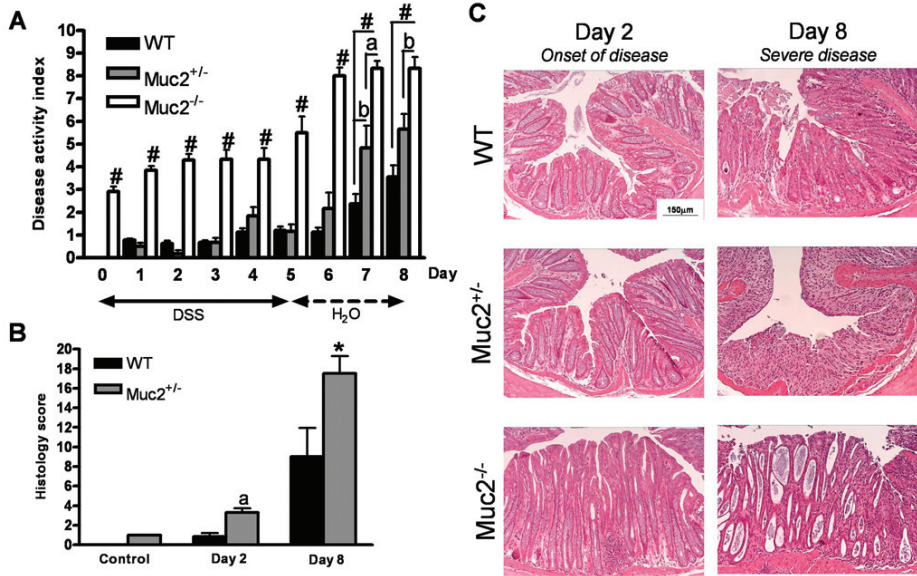 A
Disease activity index
10
9
8
7
6
5
4
3
2
1
0
WT
Muc2+/-
Muc2-/-
# # # # # # # # #
a b
b
0 1 2 3 4 5 6 7 8 Day
DSS H2O
B
Histology score
20
18
16
14
12
10
8
6
4
2
0
WT
Muc2+/-
a
*
Control Day 2 Day 8
C
Day 2 Day 8
Onset of disease Severe disease
WT
150µm
Muc2+/-
Muc2-/-